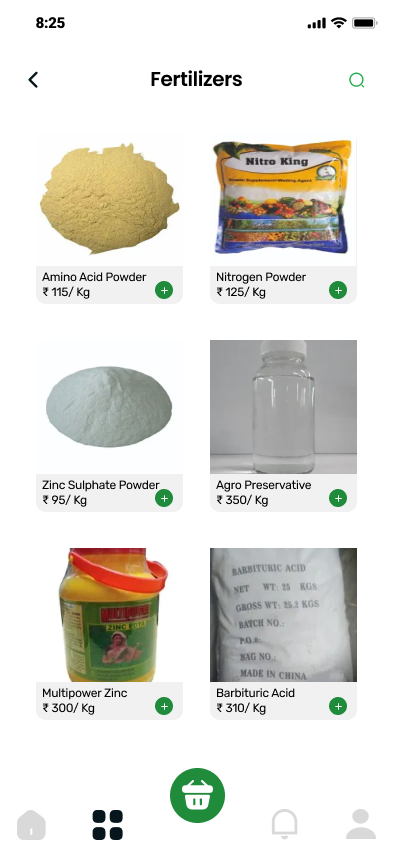 8:25
Fertilizers
Nitro King
Amino Acid Powder
₹ 115/ Kg
Nitrogen Powder
₹ 125/ Kg
Zinc Sulphate Powder
₹ 95/ Kg
Agro Preservative
₹ 350/ Kg
BARBITURIC ACID
NET WT: 25 KGS
GROSS WT: 25.2 KGS
BATCH NO.:
P.O.#:
BAG NO.:
MADE IN CHINA
Multipower Zinc
₹ 300/ Kg
Barbituric Acid
₹ 310/ Kg